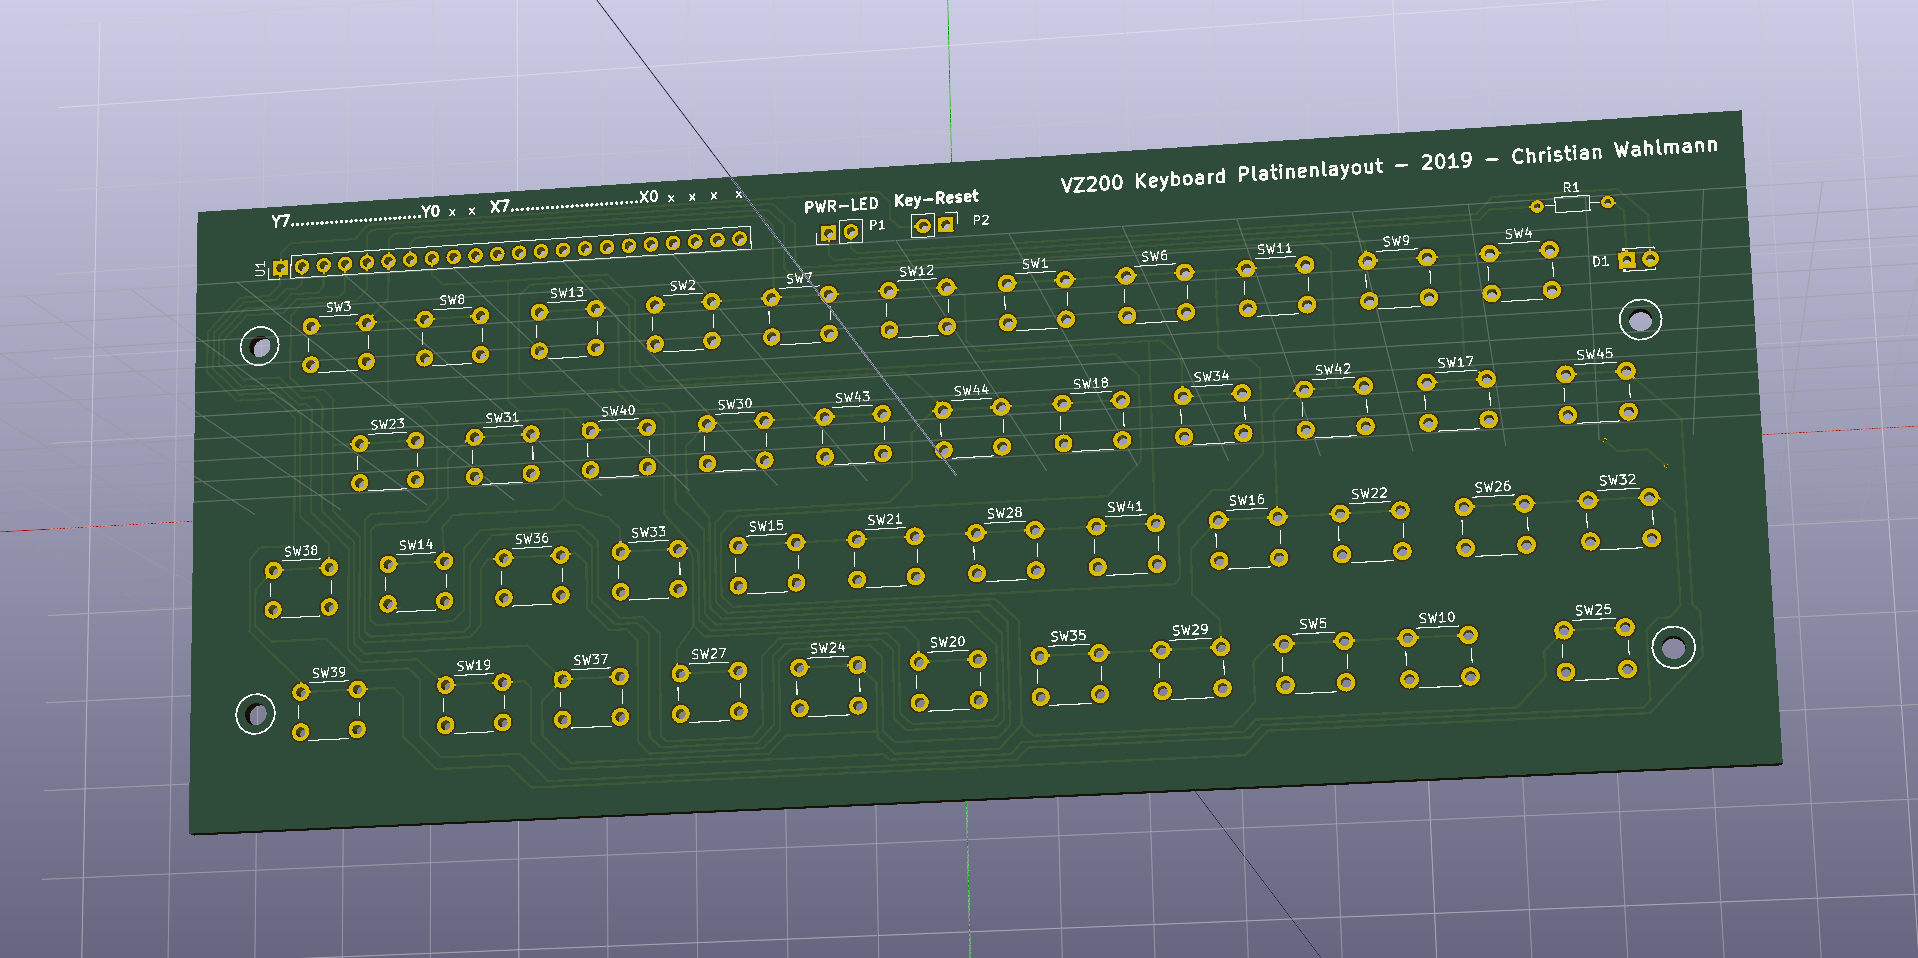 VZ200 Keyboard Platinenlayout - 2019 - Christian Wahlmann
Y7........................Y0 x x X7........................X0 x x x x
PWR-LED Key-Reset
P1 P2
R1
U1
D1
SW3 SW8 SW13 SW2 SW7 SW12 SW1 SW6 SW11 SW9 SW4
SW23 SW31 SW40 SW30 SW43 SW44 SW18 SW34 SW42 SW17 SW45
SW38 SW14 SW36 SW33 SW15 SW21 SW28 SW41 SW16 SW22 SW26 SW32
SW39 SW19 SW37 SW27 SW24 SW20 SW35 SW29 SW5 SW10 SW25